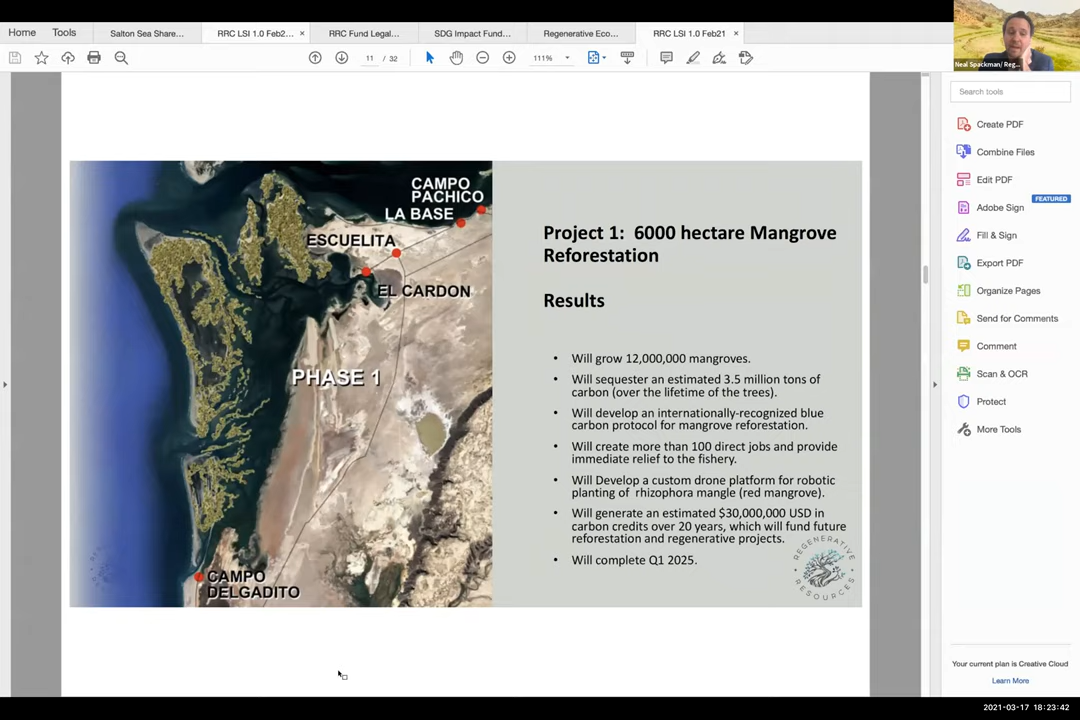 Home
Tools
Salton Sea Share...
RRC LSI 1.0 Feb2...
RRC Fund Legal...
SDG Impact Fund...
Regenerative Eco...
RRC LSI 1.0 Feb21
11 / 32
111%
Neal Spackman/ Reg...
Search tools
Create PDF
Combine Files
Edit PDF
Adobe Sign
FEATURED
Fill & Sign
Export PDF
Organize Pages
Send for Comments
Comment
Scan & OCR
Protect
More Tools
CAMPO
PACHICO
LA BASE
ESCUELITA
EL CARDON
PHASE 1
CAMPO
DELGADITO
Project 1: 6000 hectare Mangrove
Reforestation
Results
• Will grow 12,000,000 mangroves.
• Will sequester an estimated 3.5 million tons of
carbon (over the lifetime of the trees).
• Will develop an internationally-recognized blue
carbon protocol for mangrove reforestation.
• Will create more than 100 direct jobs and provide
immediate relief to the fishery.
• Will Develop a custom drone platform for robotic
planting of rhizophora mangle (red mangrove).
• Will generate an estimated $30,000,000 USD in
carbon credits over 20 years, which will fund future
reforestation and regenerative projects.
• Will complete Q1 2025.
REGENERATIVE
RESOURCES
Your current plan is Creative Cloud
Learn More
2021-03-17 18:23:42